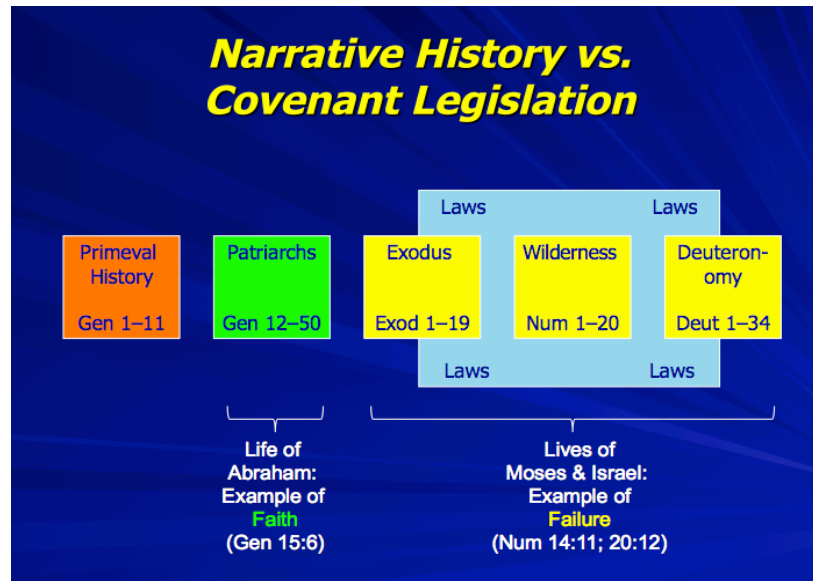 Narrative History vs.
Covenant Legislation
Laws
Laws
Primeval
History
Gen 1–11
Patriarchs
Gen 12–50
Exodus
Exod 1–19
Wilderness
Num 1–20
Deuteron-
omy
Deut 1–34
Laws
Laws
Life of
Abraham:
Example of
Faith
(Gen 15:6)
Lives of
Moses & Israel:
Example of
Failure
(Num 14:11; 20:12)